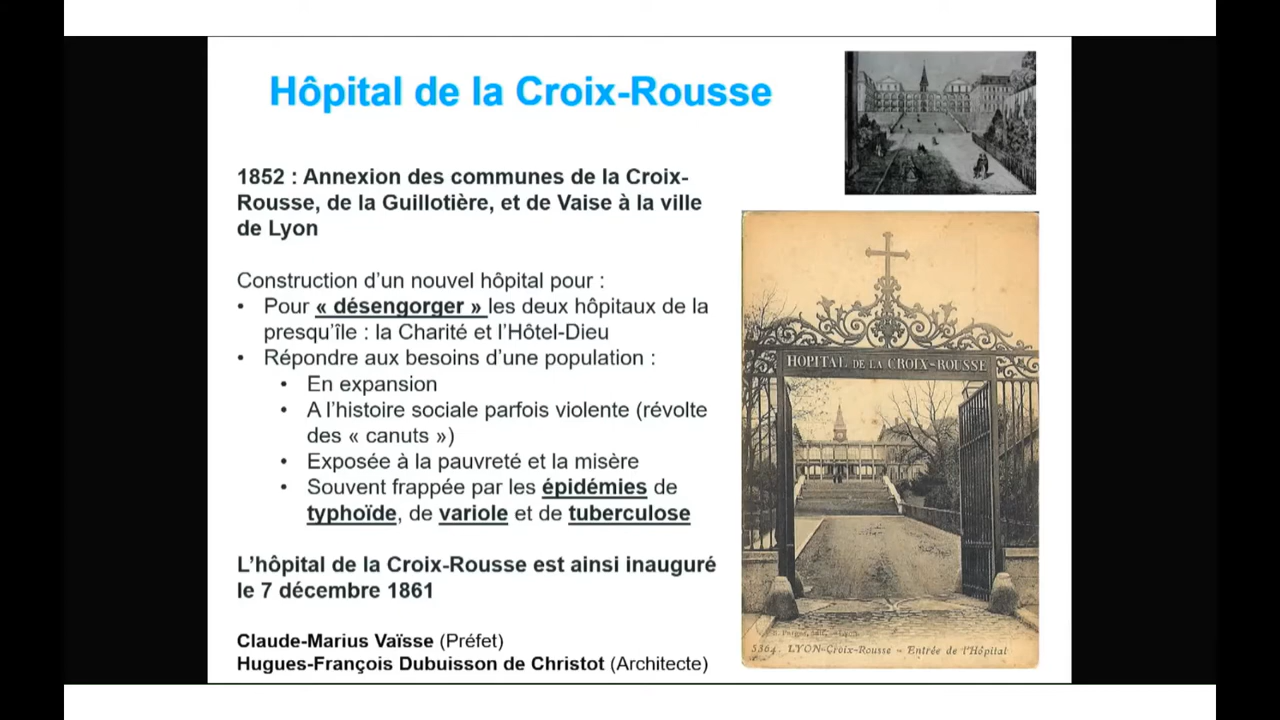 Hôpital de la Croix-Rousse
1852 : Annexion des communes de la Croix-
Rousse, de la Guillotière, et de Vaise à la ville
de Lyon
Construction d’un nouvel hôpital pour :
• Pour « désengorger » les deux hôpitaux de la
presqu’île : la Charité et l’Hôtel-Dieu
• Répondre aux besoins d’une population :
• En expansion
• A l’histoire sociale parfois violente (révolte
des « canuts »)
• Exposée à la pauvreté et la misère
• Souvent frappée par les épidémies de
typhoïde, de variole et de tuberculose
L’hôpital de la Croix-Rousse est ainsi inauguré
le 7 décembre 1861
Claude-Marius Vaïsse (Préfet)
Hugues-François Dubuisson de Christot (Architecte)
HOPITAL DE LA CROIX-ROUSSE
3304. LYON-Croix-Rousse - Entrée de l'Hôpital